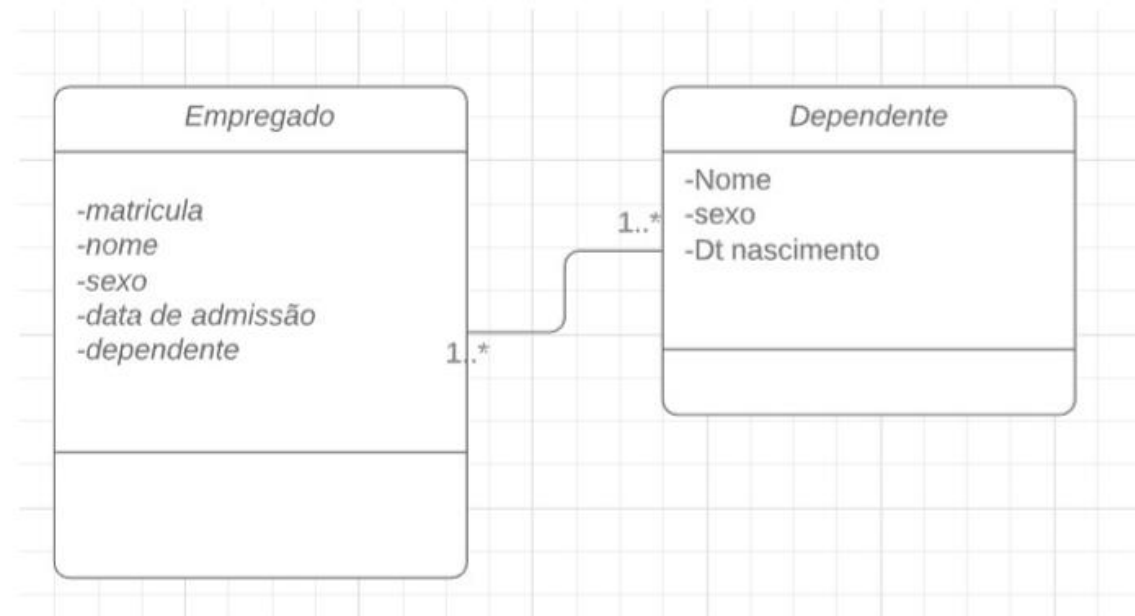 Empregado
-matricula
-nome
-sexo
-data de admissão
-dependente
1..*
1..*
Dependente
-Nome
-sexo
-Dt nascimento